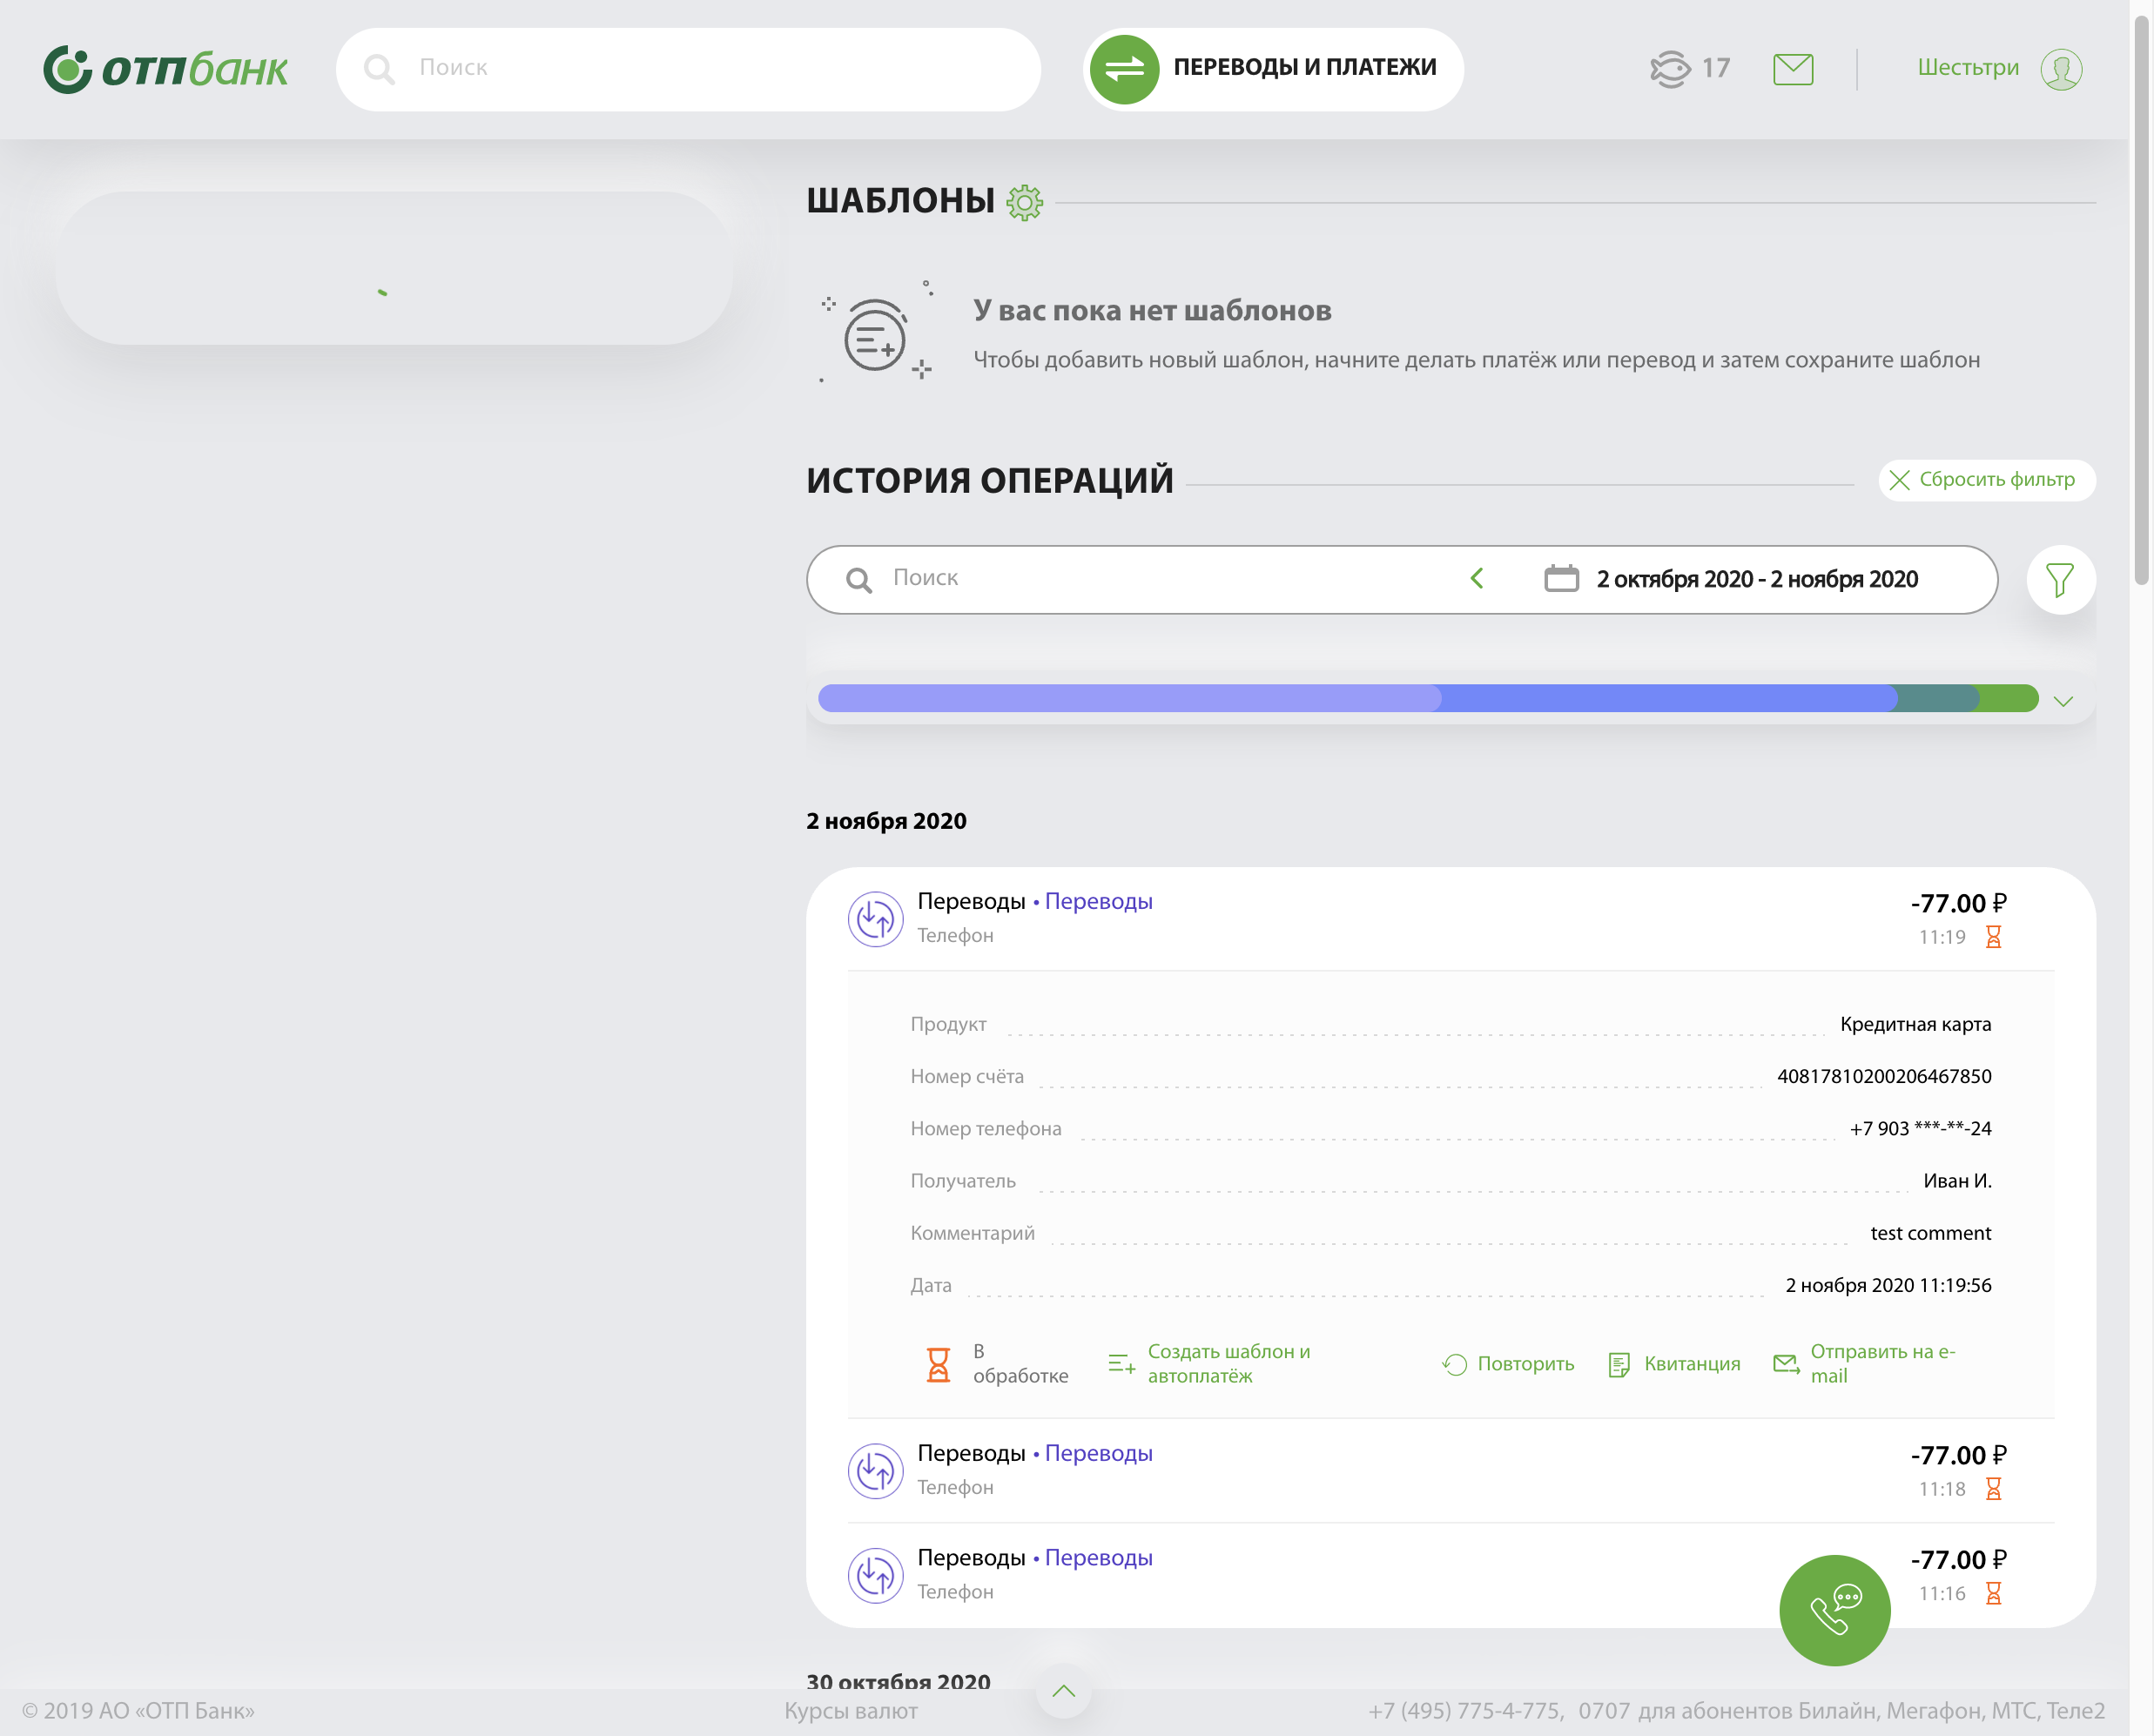 отпбанк
Поиск
ПЕРЕВОДЫ И ПЛАТЕЖИ
17
Шестьтри
ШАБЛОНЫ
У вас пока нет шаблонов
Чтобы добавить новый шаблон, начните делать платёж или перевод и затем сохраните шаблон
ИСТОРИЯ ОПЕРАЦИЙ
Сбросить фильтр
Поиск
2 октября 2020 - 2 ноября 2020
2 ноября 2020
Переводы • Переводы
-77.00 ₽
Телефон
11:19
Продукт
Кредитная карта
Номер счёта
40817810200206467850
Номер телефона
+7 903 ***-**-24
Получатель
Иван И.
Комментарий
test comment
Дата
2 ноября 2020 11:19:56
В
обработке
Создать шаблон и
автоплатёж
Повторить
Квитанция
Отправить на e-
mail
Переводы • Переводы
-77.00 ₽
Телефон
11:18
Переводы • Переводы
-77.00 ₽
Телефон
11:16
30 октября 2020
© 2019 АО «ОТП Банк»
Курсы валют
+7 (495) 775-4-775, 0707 для абонентов Билайн, Мегафон, МТС, Теле2